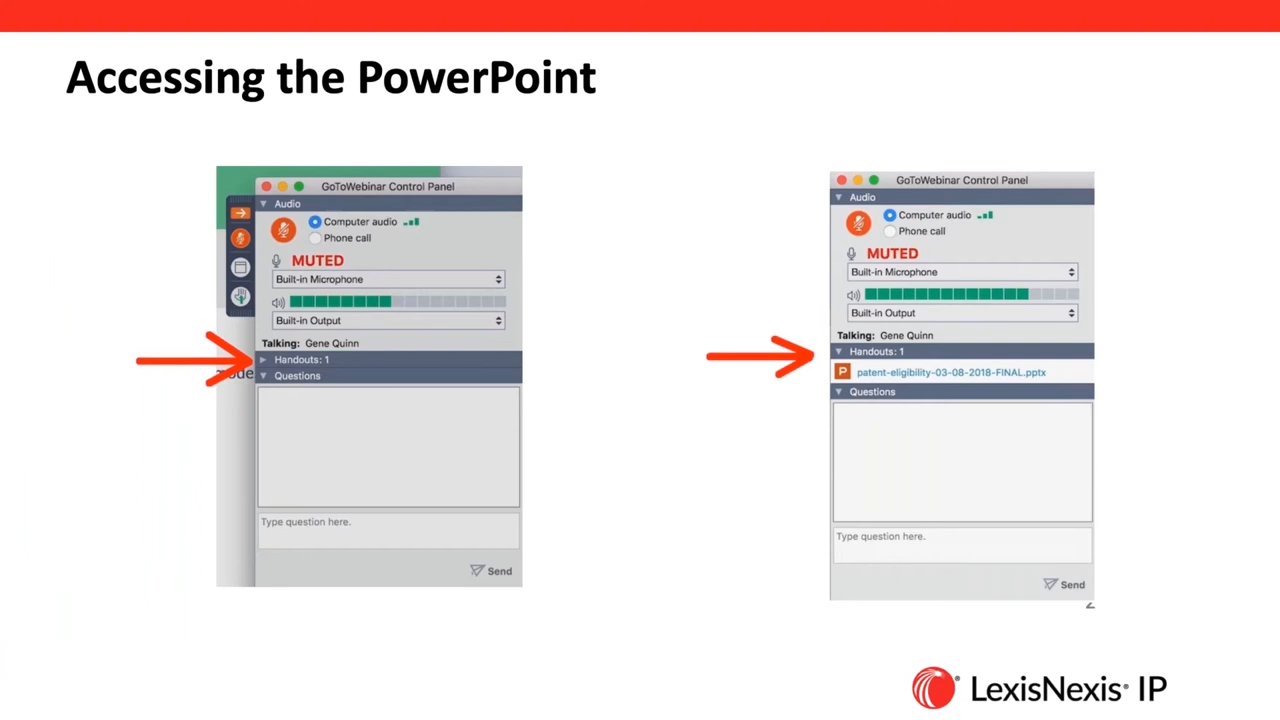 Accessing the PowerPoint
GoToWebinar Control Panel
Audio
Computer audio
Phone call
MUTED
Built-in Microphone
Built-in Output
Talking: Gene Quinn
Handouts: 1
Questions
Type question here.
Send
GoToWebinar Control Panel
Audio
Computer audio
Phone call
MUTED
Built-in Microphone
Built-in Output
Talking: Gene Quinn
Handouts: 1
P patent-eligibility-03-08-2018-FINAL.pptx
Questions
Type question here.
Send
2
LexisNexis® IP